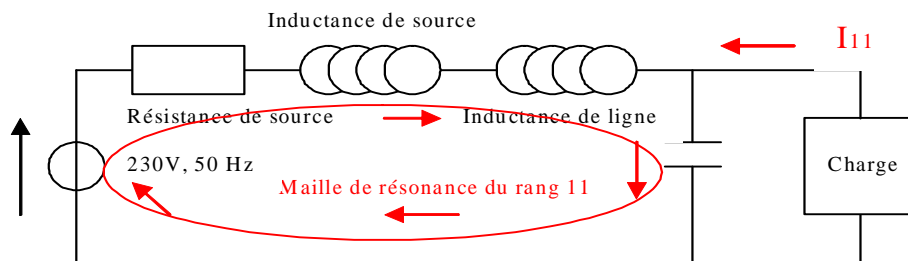 Inductance de source
I11
Résistance de source
Inductance de ligne
230V, 50 Hz
Charge
Maille de résonance du rang 11